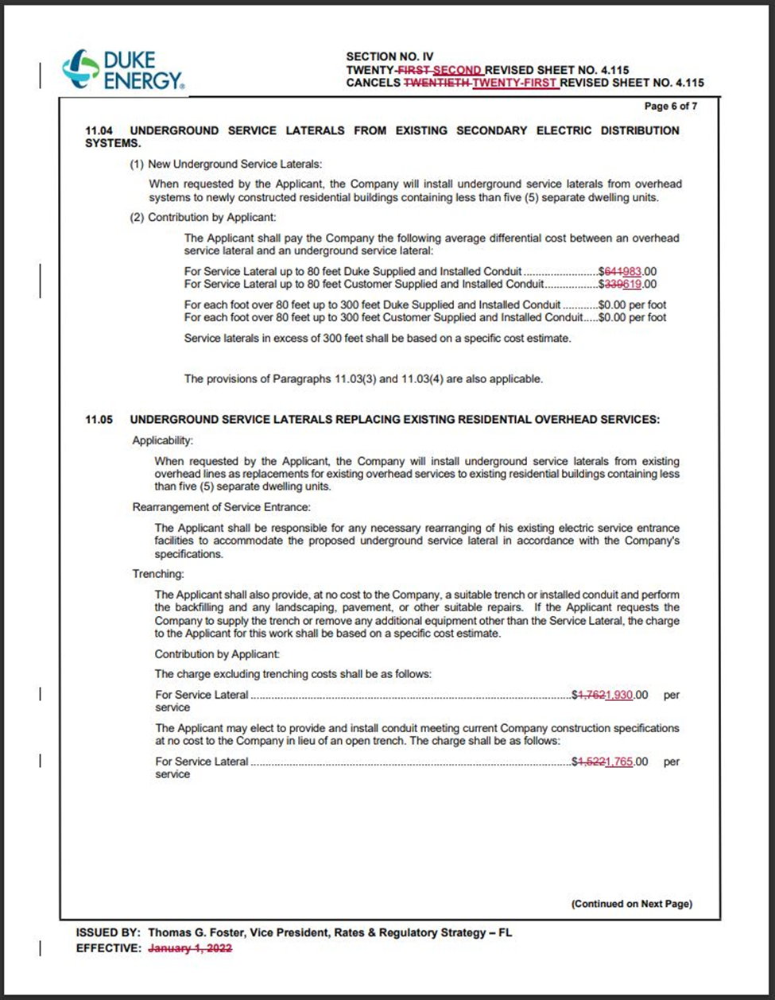 DUKE
ENERGY®
SECTION NO. IV
TWENTY-FIRST SECOND REVISED SHEET NO. 4.115
CANCELS TWENTIETH TWENTY-FIRST REVISED SHEET NO. 4.115
Page 6 of 7
11.04 UNDERGROUND SERVICE LATERALS FROM EXISTING SECONDARY ELECTRIC DISTRIBUTION
SYSTEMS.
(1) New Underground Service Laterals:
When requested by the Applicant, the Company will install underground service laterals from overhead
systems to newly constructed residential buildings containing less than five (5) separate dwelling units.
(2) Contribution by Applicant:
The Applicant shall pay the Company the following average differential cost between an overhead
service lateral and an underground service lateral:
For Service Lateral up to 80 feet Duke Supplied and Installed Conduit.........................$641983.00
For Service Lateral up to 80 feet Customer Supplied and Installed Conduit.................$339619.00
For each foot over 80 feet up to 300 feet Duke Supplied and Installed Conduit ............$0.00 per foot
For each foot over 80 feet up to 300 feet Customer Supplied and Installed Conduit.....$0.00 per foot
Service laterals in excess of 300 feet shall be based on a specific cost estimate.
The provisions of Paragraphs 11.03(3) and 11.03(4) are also applicable.
11.05 UNDERGROUND SERVICE LATERALS REPLACING EXISTING RESIDENTIAL OVERHEAD SERVICES:
Applicability:
When requested by the Applicant, the Company will install underground service laterals from existing
overhead lines as replacements for existing overhead services to existing residential buildings containing less
than five (5) separate dwelling units.
Rearrangement of Service Entrance:
The Applicant shall be responsible for any necessary rearranging of his existing electric service entrance
facilities to accommodate the proposed underground service lateral in accordance with the Company's
specifications.
Trenching:
The Applicant shall also provide, at no cost to the Company, a suitable trench or installed conduit and perform
the backfilling and any landscaping, pavement, or other suitable repairs. If the Applicant requests the
Company to supply the trench or remove any additional equipment other than the Service Lateral, the charge
to the Applicant for this work shall be based on a specific cost estimate.
Contribution by Applicant:
The charge excluding trenching costs shall be as follows:
For Service Lateral ..........................................................................................................$1,7621,930.00 per
service
The Applicant may elect to provide and install conduit meeting current Company construction specifications
at no cost to the Company in lieu of an open trench. The charge shall be as follows:
For Service Lateral ..........................................................................................................$1,5221,765.00 per
service
(Continued on Next Page)
ISSUED BY: Thomas G. Foster, Vice President, Rates & Regulatory Strategy – FL
EFFECTIVE: January 1, 2022